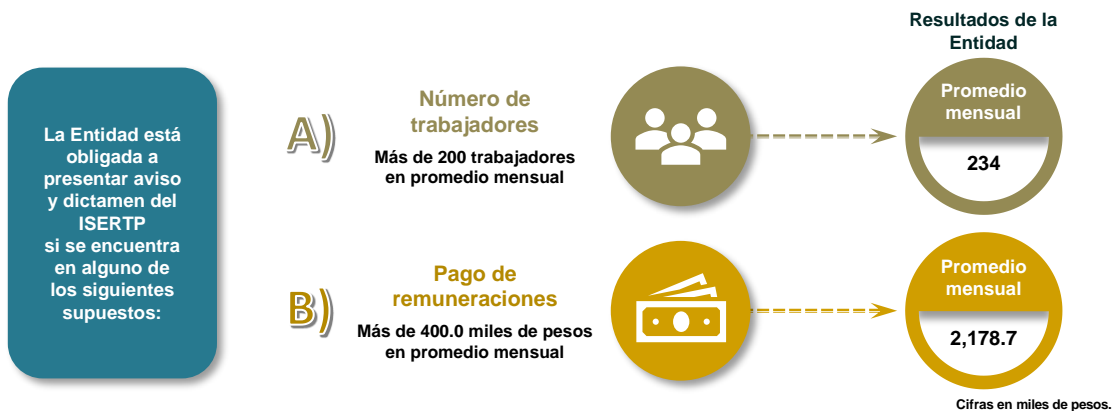 La Entidad está
obligada a
presentar aviso
y dictamen del
ISERTP
si se encuentra
en alguno de
los siguientes
supuestos:
A)
Número de
trabajadores
Más de 200 trabajadores
en promedio mensual
Resultados de la
Entidad
Promedio
mensual
234
B)
Pago de
remuneraciones
Más de 400.0 miles de pesos
en promedio mensual
Promedio
mensual
2,178.7
Cifras en miles de pesos.